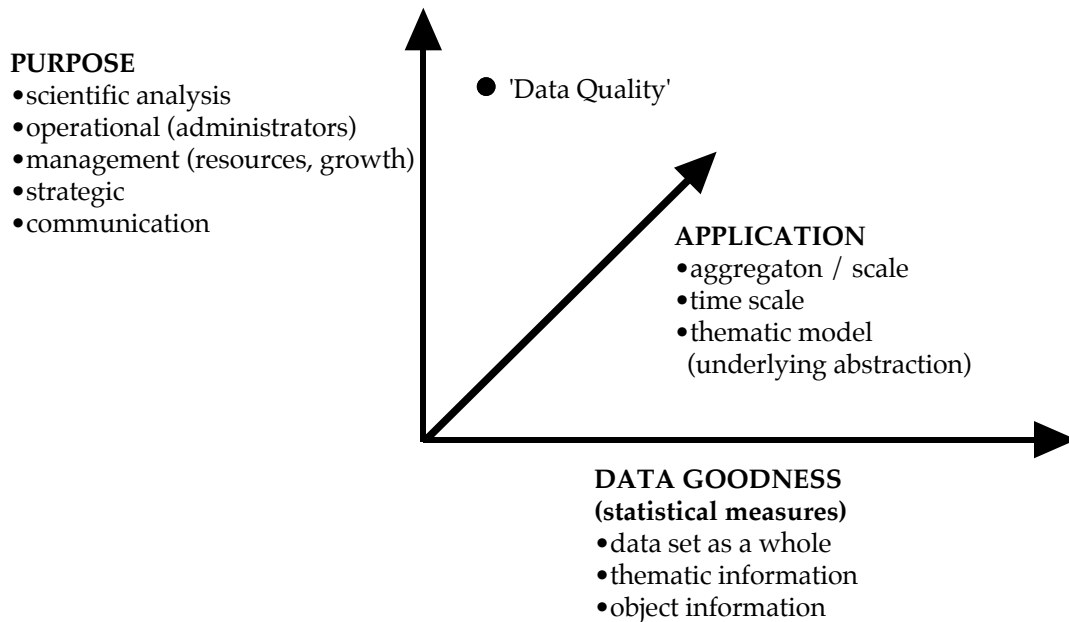 PURPOSE
•scientific analysis
•operational (administrators)
•management (resources, growth)
•strategic
•communication
'Data Quality'
APPLICATION
•aggregaton / scale
•time scale
•thematic model
(underlying abstraction)
DATA GOODNESS
(statistical measures)
•data set as a whole
•thematic information
•object information